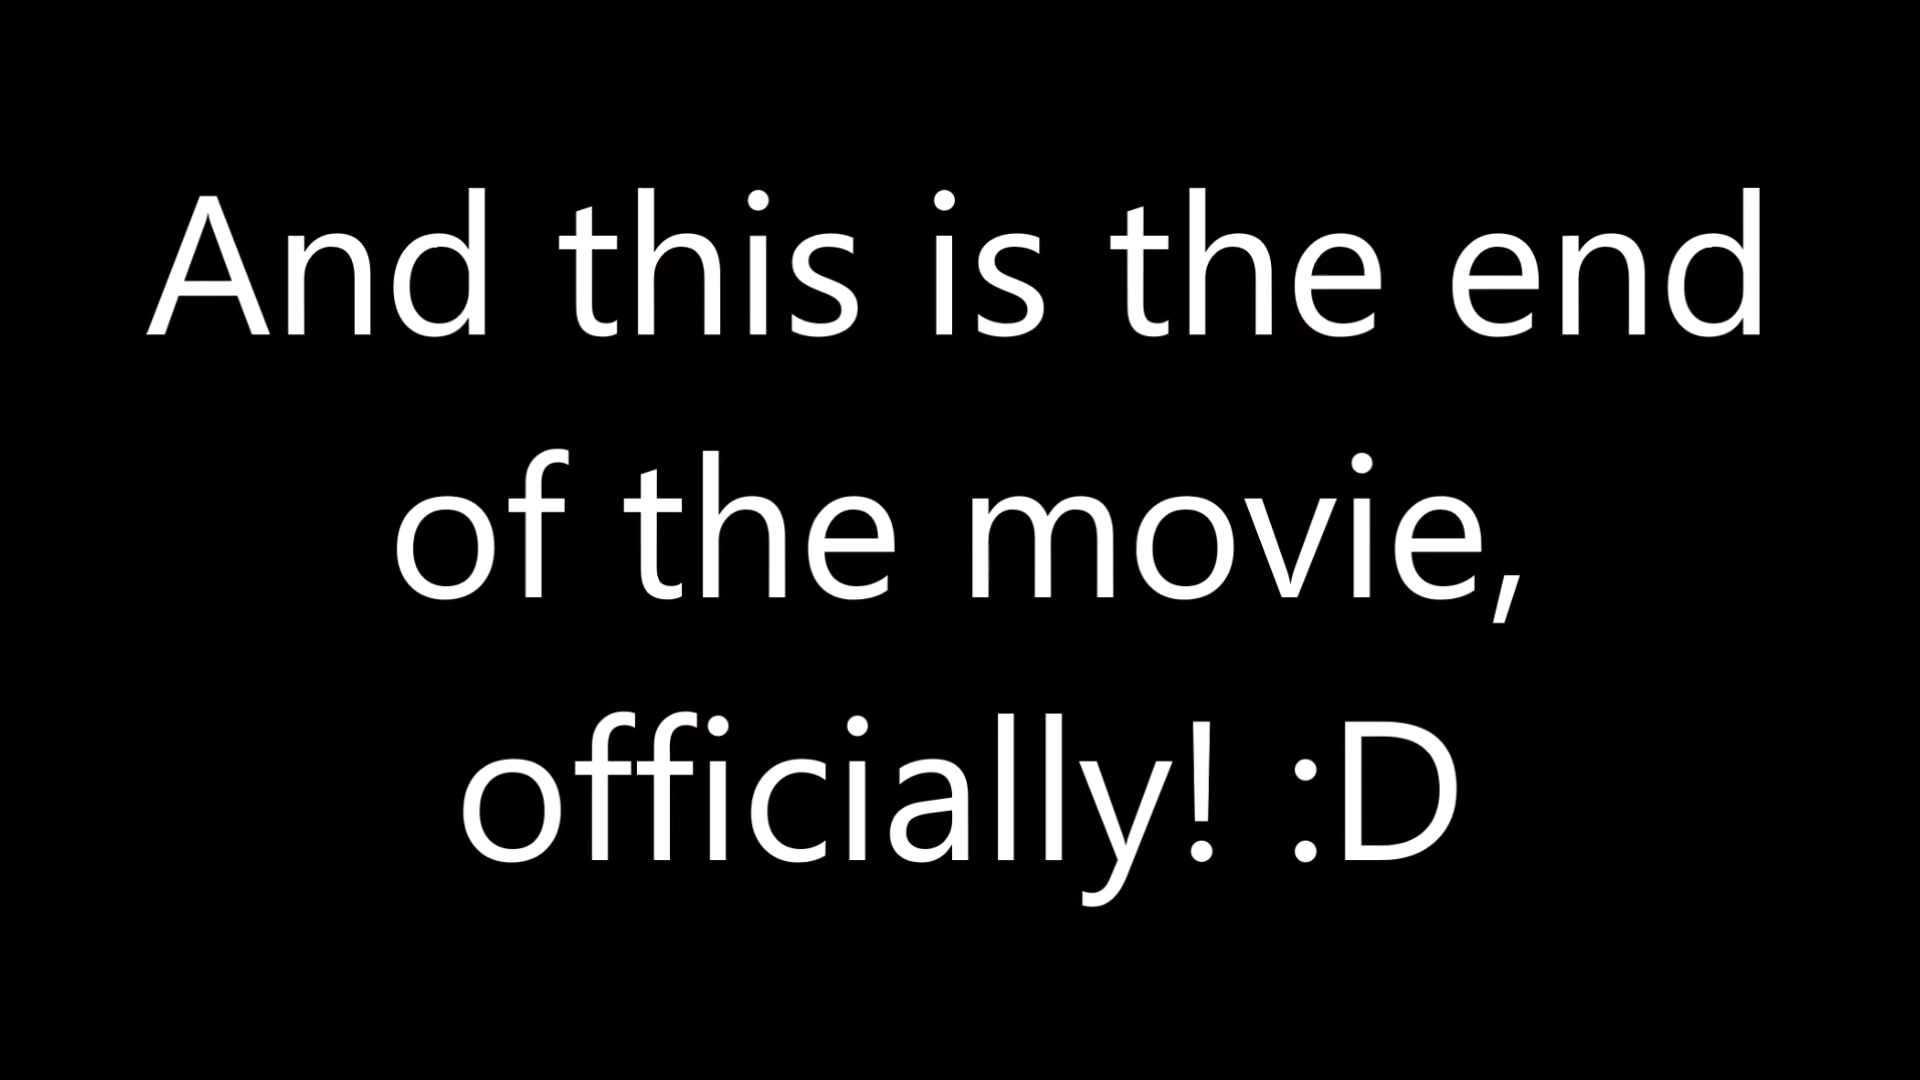 And this is the end
of the movie,
officially! :D